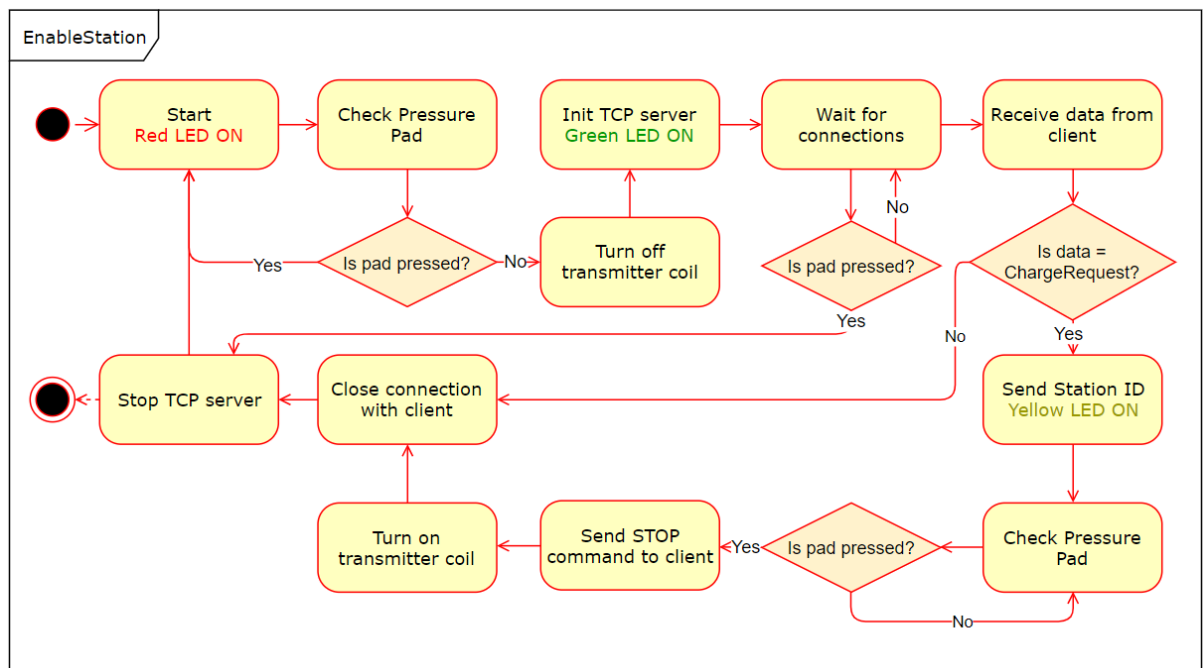 EnableStation
Start
Red LED ON
Check Pressure
Pad
Init TCP server
Green LED ON
Wait for
connections
Receive data from
client
No
Is pad pressed?
Yes
No
Turn off
transmitter coil
Is pad pressed?
Is data =
ChargeRequest?
Yes
No
Yes
Stop TCP server
Close connection
with client
Send Station ID
Yellow LED ON
Turn on
transmitter coil
Send STOP
command to client
Yes
Is pad pressed?
Check Pressure
Pad
No